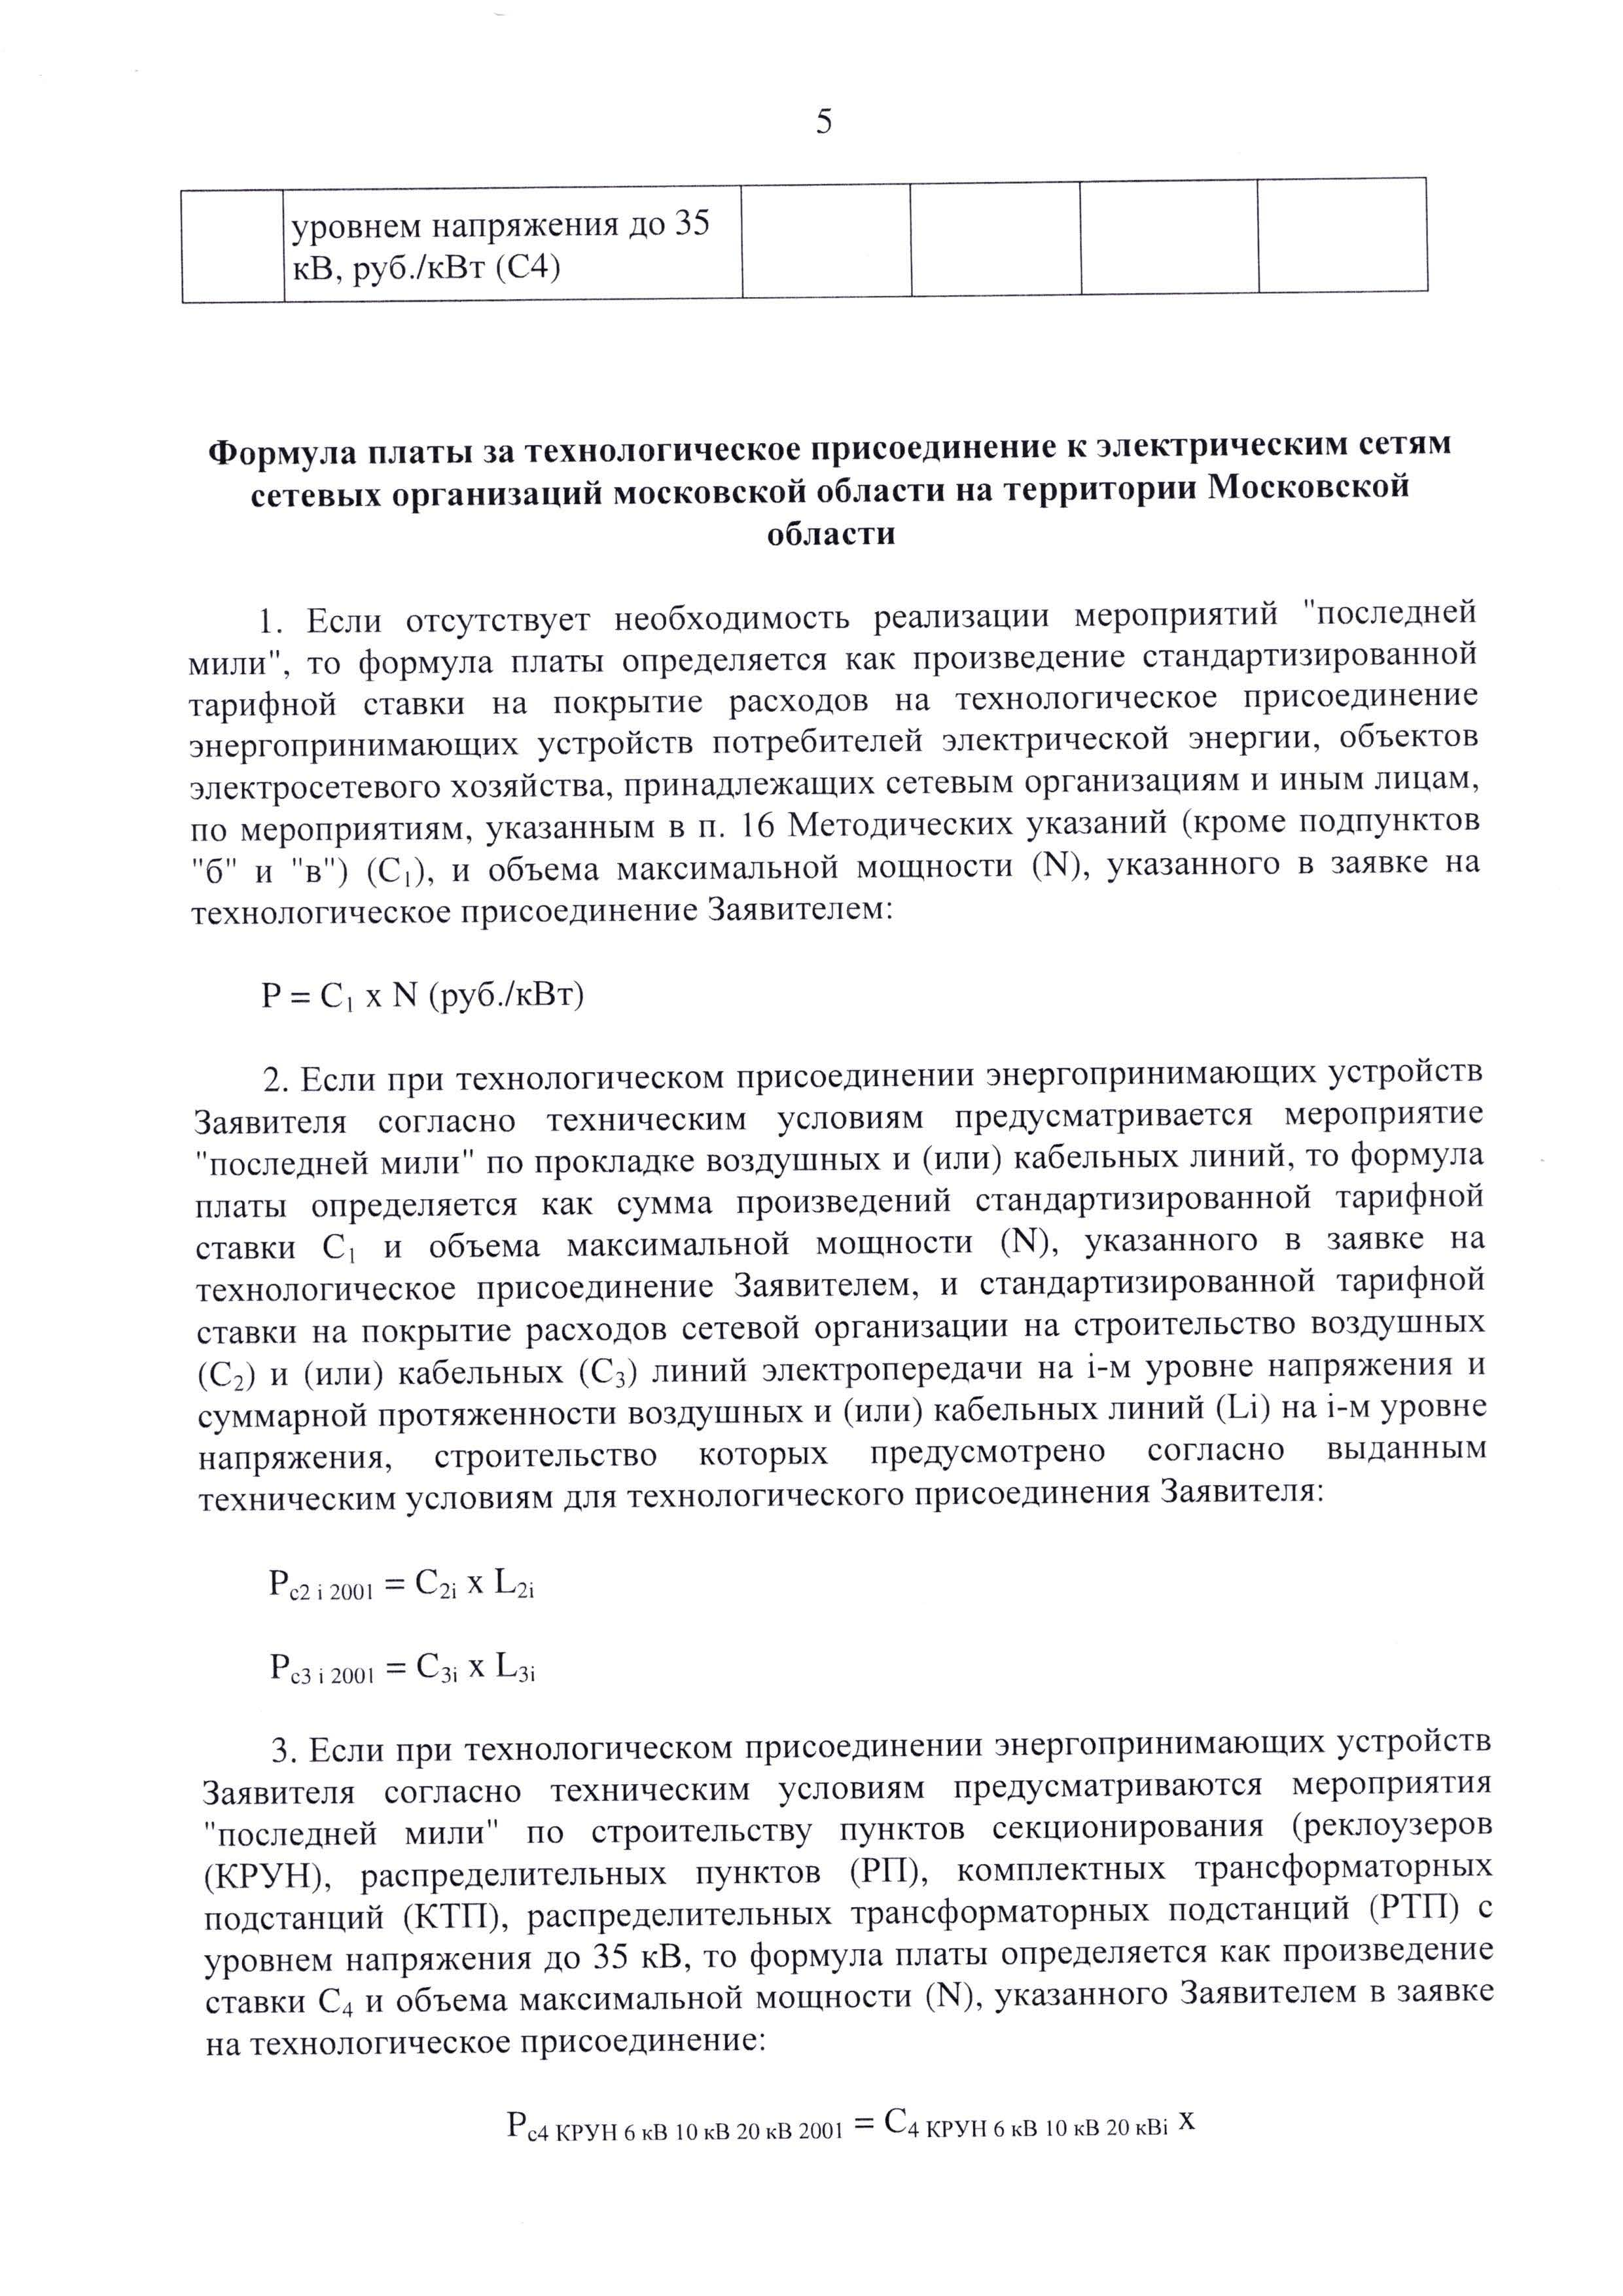 5
уровнем напряжения до 35
кВ, руб./кВт (С4)
Формула платы за технологическое присоединение к электрическим сетям
сетевых организаций московской области на территории Московской
области
1. Если отсутствует необходимость реализации мероприятий "последней
мили", то формула платы определяется как произведение стандартизированной
тарифной ставки на покрытие расходов на технологическое присоединение
энергопринимающих устройств потребителей электрической энергии, объектов
электросетевого хозяйства, принадлежащих сетевым организациям и иным лицам,
по мероприятиям, указанным в п. 16 Методических указаний (кроме подпунктов
"б" и "в") (C₁), и объема максимальной мощности (N), указанного в заявке на
технологическое присоединение Заявителем:
P = C₁ x N (руб./кВт)
2. Если при технологическом присоединении энергопринимающих устройств
Заявителя согласно техническим условиям предусматривается мероприятие
"последней мили" по прокладке воздушных и (или) кабельных линий, то формула
платы определяется как сумма произведений стандартизированной тарифной
ставки C₁ и объема максимальной мощности (N), указанного в заявке на
технологическое присоединение Заявителем, и стандартизированной тарифной
ставки на покрытие расходов сетевой организации на строительство воздушных
(C₂) и (или) кабельных (C₃) линий электропередачи на i-м уровне напряжения и
суммарной протяженности воздушных и (или) кабельных линий (Li) на i-м уровне
напряжения, строительство которых предусмотрено согласно выданным
техническим условиям для технологического присоединения Заявителя:
Pc2 i 2001 = C2i x L2i
Pc3 i 2001 = C3i x L3i
3. Если при технологическом присоединении энергопринимающих устройств
Заявителя согласно техническим условиям предусматриваются мероприятия
"последней мили" по строительству пунктов секционирования (реклоузеров
(КРУН), распределительных пунктов (РП), комплектных трансформаторных
подстанций (КТП), распределительных трансформаторных подстанций (РТП) с
уровнем напряжения до 35 кВ, то формула платы определяется как произведение
ставки C₄ и объема максимальной мощности (N), указанного Заявителем в заявке
на технологическое присоединение:
Pc4 КРУН 6 кВ 10 кВ 20 кВ 2001 = C4 КРУН 6 кВ 10 кВ 20 кВi x